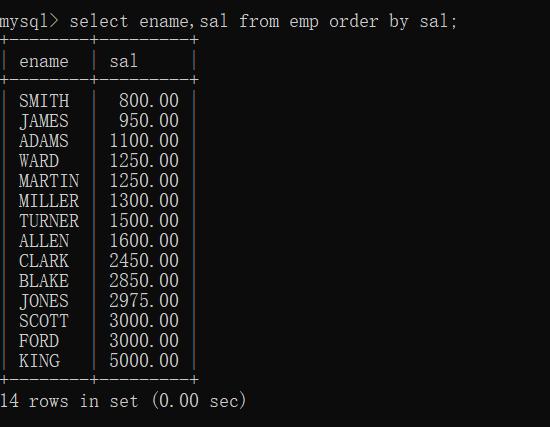 mysql> select ename,sal from emp order by sal;
+--------+---------+
| ename  | sal     |
+--------+---------+
| SMITH  |  800.00 |
| JAMES  |  950.00 |
| ADAMS  | 1100.00 |
| WARD   | 1250.00 |
| MARTIN | 1250.00 |
| MILLER | 1300.00 |
| TURNER | 1500.00 |
| ALLEN  | 1600.00 |
| CLARK  | 2450.00 |
| BLAKE  | 2850.00 |
| JONES  | 2975.00 |
| SCOTT  | 3000.00 |
| FORD   | 3000.00 |
| KING   | 5000.00 |
+--------+---------+
14 rows in set (0.00 sec)